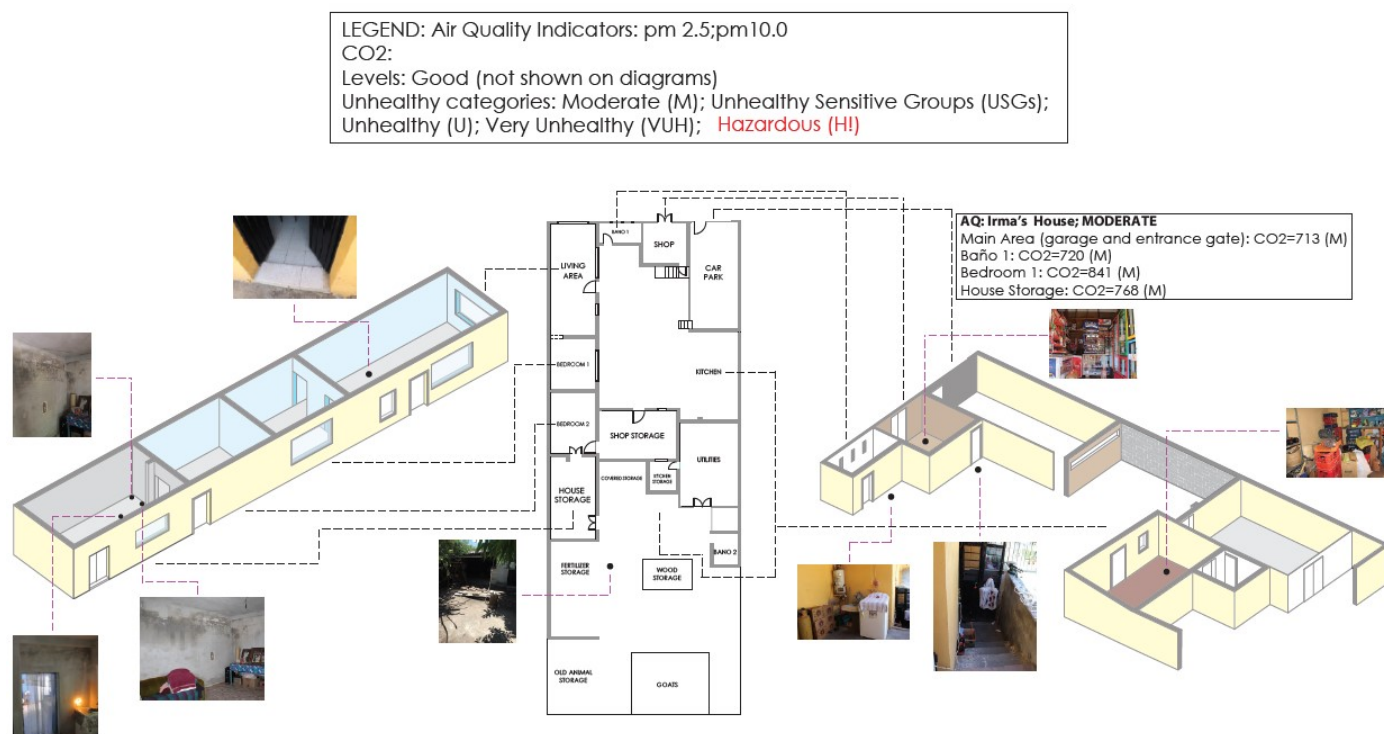 LEGEND: Air Quality Indicators: pm 2.5;pm10.0
CO2:
Levels: Good (not shown on diagrams)
Unhealthy categories: Moderate (M); Unhealthy Sensitive Groups (USGs);
Unhealthy (U); Very Unhealthy (VUH); Hazardous (H!)
AQ: Irma's House; MODERATE
Main Area (garage and entrance gate): CO2=713 (M)
Baño 1: CO2=720 (M)
Bedroom 1: CO2=841 (M)
House Storage: CO2=768 (M)
BANO 1
SHOP
LIVING
AREA
CAR
PARK
BEDROOM 1
KITCHEN
BEDROOM 2
SHOP STORAGE
UTILITIES
COVERED STORAGE
KITCHEN
STORAGE
HOUSE
STORAGE
BANO 2
FERTILIZER
STORAGE
WOOD
STORAGE
OLD ANIMAL
STORAGE
GOATS